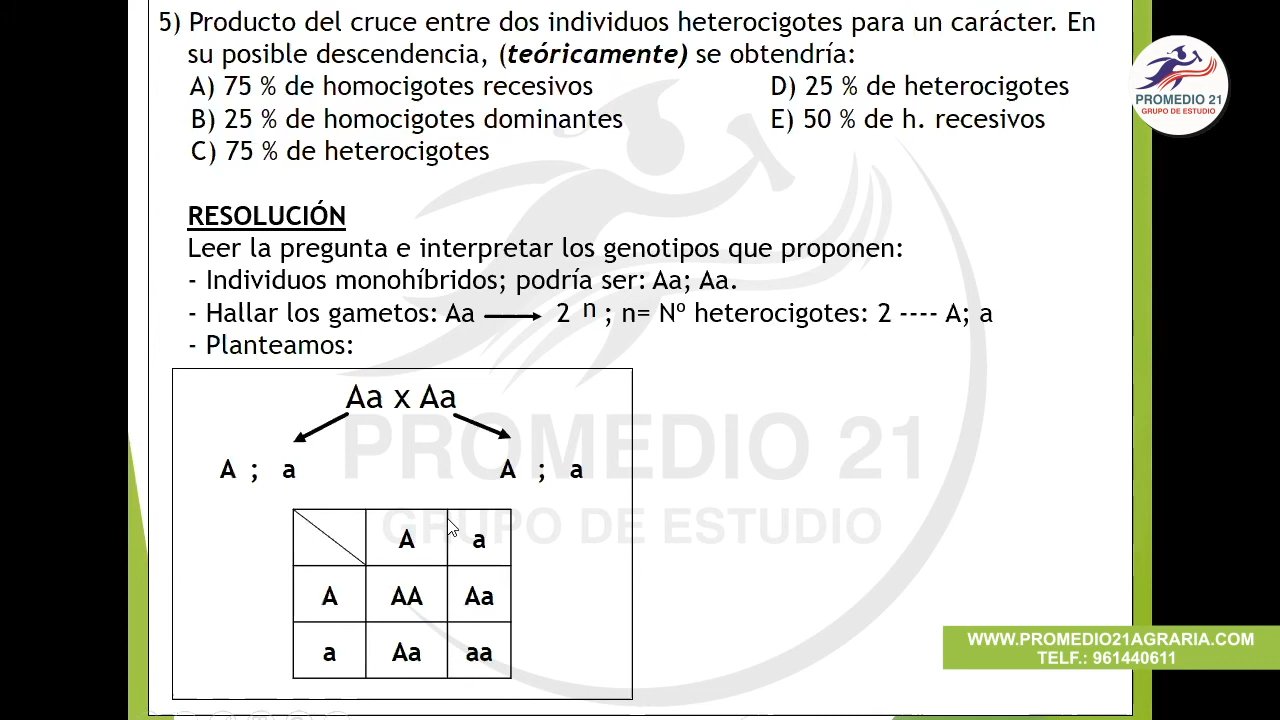 5) Producto del cruce entre dos individuos heterocigotes para un carácter. En
su posible descendencia, (teóricamente) se obtendría:
A) 75 % de homocigotes recesivos
D) 25 % de heterocigotes
B) 25 % de homocigotes dominantes
E) 50 % de h. recesivos
C) 75 % de heterocigotes
PROMEDIO 21
GRUPO DE ESTUDIO
RESOLUCIÓN
Leer la pregunta e interpretar los genotipos que proponen:
- Individuos monohíbridos; podría ser: Aa; Aa.
- Hallar los gametos: Aa 2 n ; n= Nº heterocigotes: 2 ---- A; a
- Planteamos:
Aa x Aa
A ; a A ; a
A a
A AA Aa
a Aa aa
PROMEDIO 21
GRUPO DE ESTUDIO
WWW.PROMEDIO21AGRARIA.COM
TELF.: 961440611